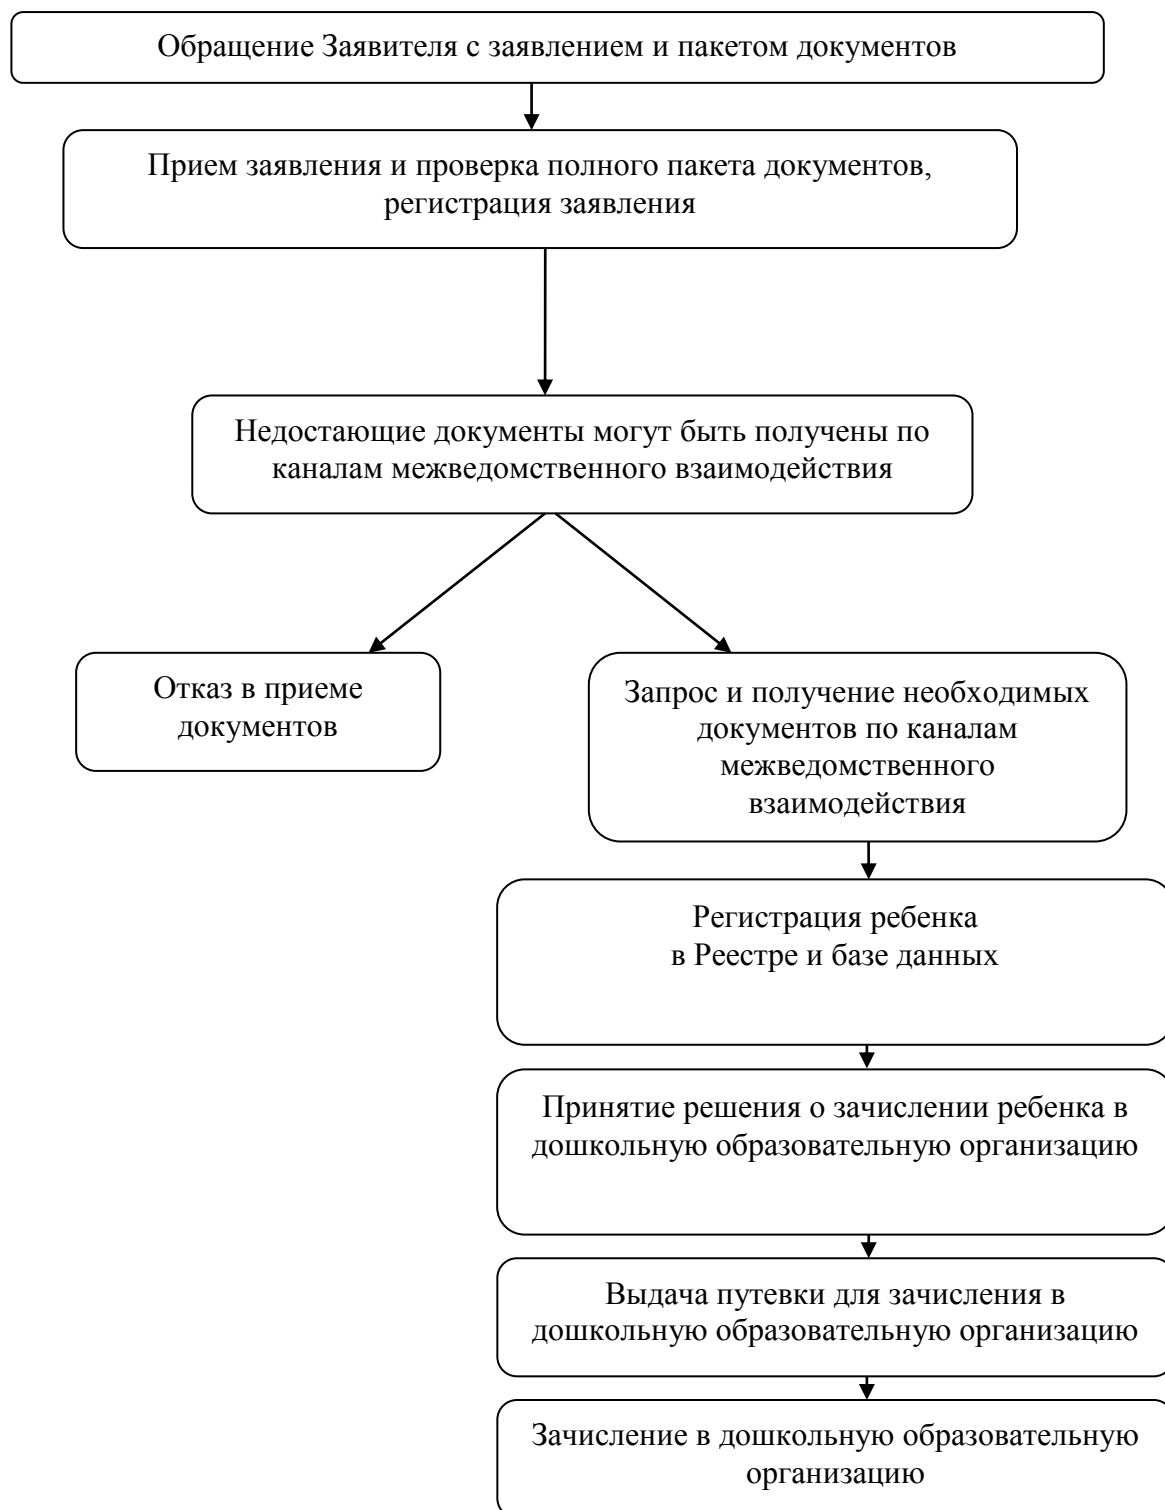 Обращение Заявителя с заявлением и пакетом документов
Прием заявления и проверка полного пакета документов,
регистрация заявления
Недостающие документы могут быть получены по
каналам межведомственного взаимодействия
Отказ в приеме
документов
Запрос и получение необходимых
документов по каналам
межведомственного
взаимодействия
Регистрация ребенка
в Реестре и базе данных
Принятие решения о зачислении ребенка в
дошкольную образовательную организацию
Выдача путевки для зачисления в
дошкольную образовательную организацию
Зачисление в дошкольную образовательную
организацию